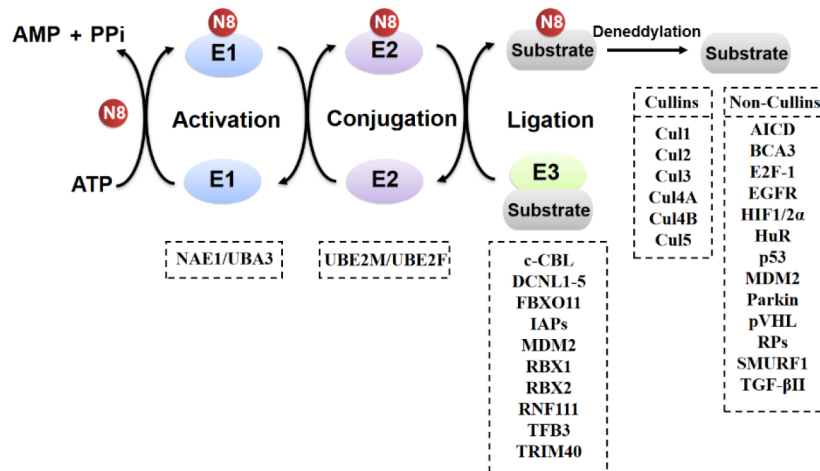 N8
N8
N8
AMP + PPi
E1
E2
Substrate
Deneddylation
Substrate
N8
Activation
Conjugation
Ligation
ATP
E1
E2
E3
Substrate
NAE1/UBA3
UBE2M/UBE2F
c-CBL
DCNL1-5
FBXO11
IAPs
MDM2
RBX1
RBX2
RNF111
TFB3
TRIM40
Cullins
Cul1
Cul2
Cul3
Cul4A
Cul4B
Cul5
Non-Cullins
AICD
BCA3
E2F-1
EGFR
HIF1/2α
HuR
p53
MDM2
Parkin
pVHL
RPs
SMURF1
TGF-βII